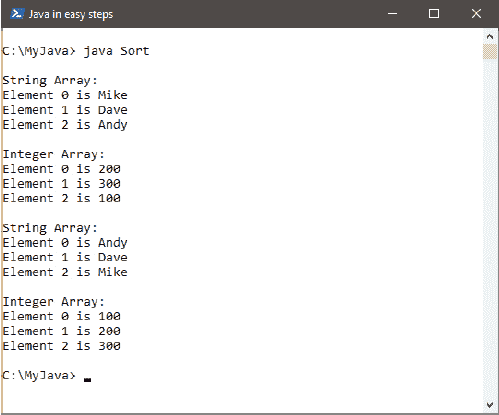 Java in easy steps
C:\MyJava> java Sort
String Array:
Element 0 is Mike
Element 1 is Dave
Element 2 is Andy
Integer Array:
Element 0 is 200
Element 1 is 300
Element 2 is 100
String Array:
Element 0 is Andy
Element 1 is Dave
Element 2 is Mike
Integer Array:
Element 0 is 100
Element 1 is 200
Element 2 is 300
C:\MyJava>